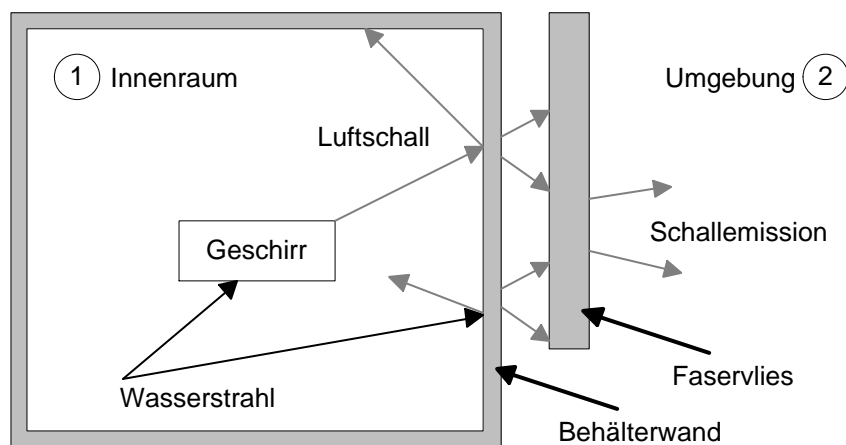 1 Innenraum
Umgebung 2
Luftschall
Geschirr
Schallemission
Wasserstrahl
Faservlies
Behälterwand